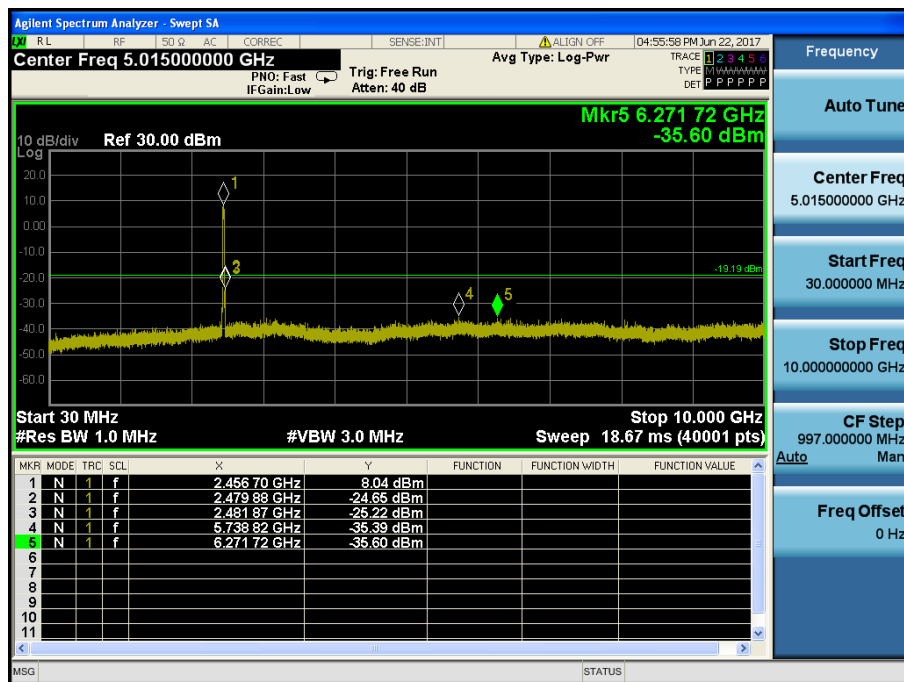 Agilent Spectrum Analyzer - Swept SA
LXI RL RF 50 Ω AC CORREC SENSE:INT ALIGN OFF 04:55:58 PM Jun 22, 2017
Center Freq 5.015000000 GHz
PNO: Fast
IFGain:Low
Trig: Free Run
Atten: 40 dB
Avg Type: Log-Pwr
TRACE 1 2 3 4 5 6
TYPE M
DET P P P P P P
Mkr5 6.271 72 GHz
-35.60 dBm
10 dB/div Ref 30.00 dBm
Log
20.0
10.0
0.00
-10.0
-20.0
-30.0
-40.0
-50.0
-60.0
1
3
4
5
-19.19 dBm
Start 30 MHz Stop 10.000 GHz
#Res BW 1.0 MHz #VBW 3.0 MHz Sweep 18.67 ms (40001 pts)
MKR MODE TRC SCL X Y FUNCTION FUNCTION WIDTH FUNCTION VALUE
1 N 1 f 2.456 70 GHz 8.04 dBm
2 N 1 f 2.479 88 GHz -24.65 dBm
3 N 1 f 2.481 87 GHz -25.22 dBm
4 N 1 f 5.738 82 GHz -35.39 dBm
5 N 1 f 6.271 72 GHz -35.60 dBm
6
7
8
9
10
11
MSG STATUS
Frequency
Auto Tune
Center Freq
5.015000000 GHz
Start Freq
30.000000 MHz
Stop Freq
10.000000000 GHz
CF Step
997.000000 MHz
Auto Man
Freq Offset
0 Hz